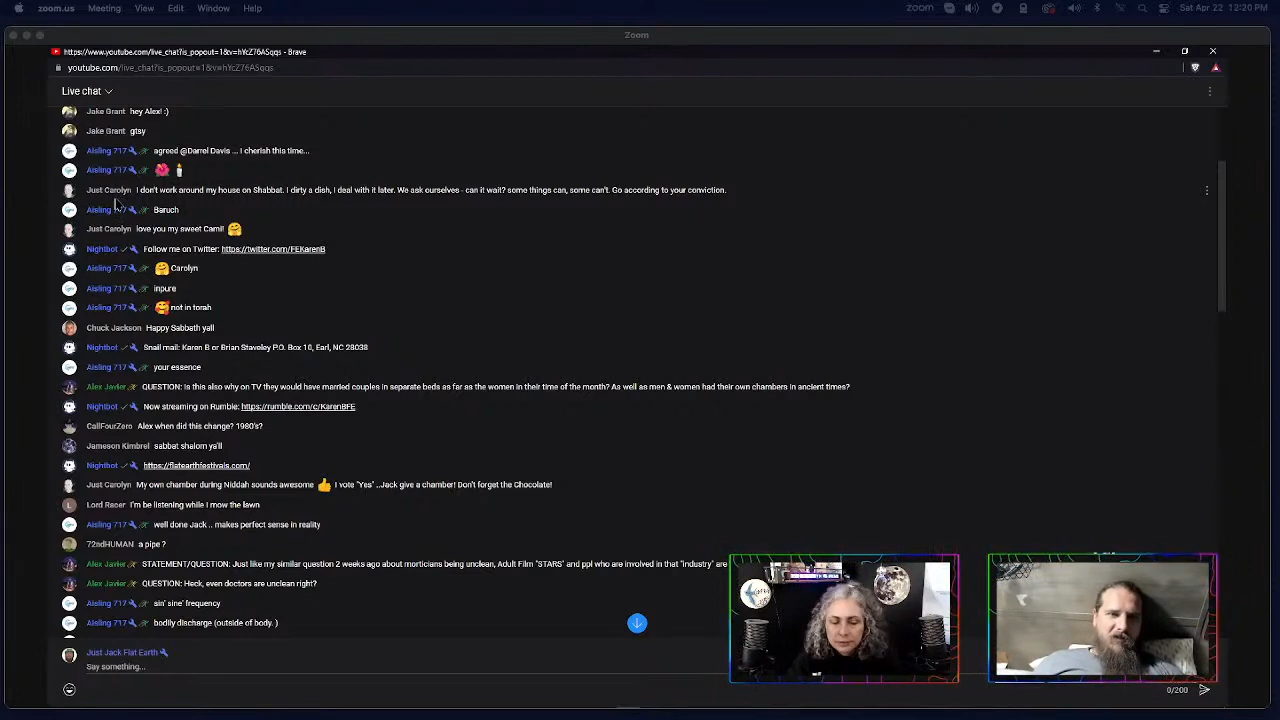 zoom.us Meeting View Edit Window Help zoom Sat Apr 22 12:20 PM
Zoom
https://www.youtube.com/live_chat?is_popout=1&v=hYcZ76ASqqs - Brave
youtube.com/live_chat?is_popout=1&v=hYcZ76ASqqs
Live chat
Jake Grant hey Alex! :)
Jake Grant gtsy
Aisling 717 agreed @Darrel Davis ... I cherish this time...
Aisling 717
Just Carolyn I don't work around my house on Shabbat. I dirty a dish, I deal with it later. We ask ourselves - can it wait? some things can, some can't. Go according to your conviction.
Aisling 717 Baruch
Just Carolyn love you my sweet Cami!
Nightbot Follow me on Twitter: https://twitter.com/FEKarenB
Aisling 717 Carolyn
Aisling 717 inpure
Aisling 717 not in torah
Chuck Jackson Happy Sabbath yall
Nightbot Snail mail: Karen B or Brian Staveley P.O. Box 10, Earl, NC 28038
Aisling 717 your essence
Alex Javier QUESTION: Is this also why on TV they would have married couples in separate beds as far as the women in their time of the month? As well as men & women had their own chambers in ancient times?
Nightbot Now streaming on Rumble: https://rumble.com/c/KarenBFE
CallFourZero Alex when did this change? 1980's?
Jameson Kimbrel sabbat shalom ya'll
Nightbot https://flatearthfestivals.com/
Just Carolyn My own chamber during Niddah sounds awesome I vote "Yes" ..Jack give a chamber! Don't forget the Chocolate!
L Lord Racer I'm be listening while I mow the lawn
Aisling 717 well done Jack .. makes perfect sense in reality
72ndHUMAN a pipe ?
Alex Javier STATEMENT/QUESTION: Just like my similar question 2 weeks ago about morticians being unclean, Adult Film "STARS" and ppl who are involved in that "industry" are
Alex Javier QUESTION: Heck, even doctors are unclean right?
Aisling 717 sin' sine' frequency
Aisling 717 bodlly discharge (outside of body. )
Just Jack Flat Earth
Say something...
0/200